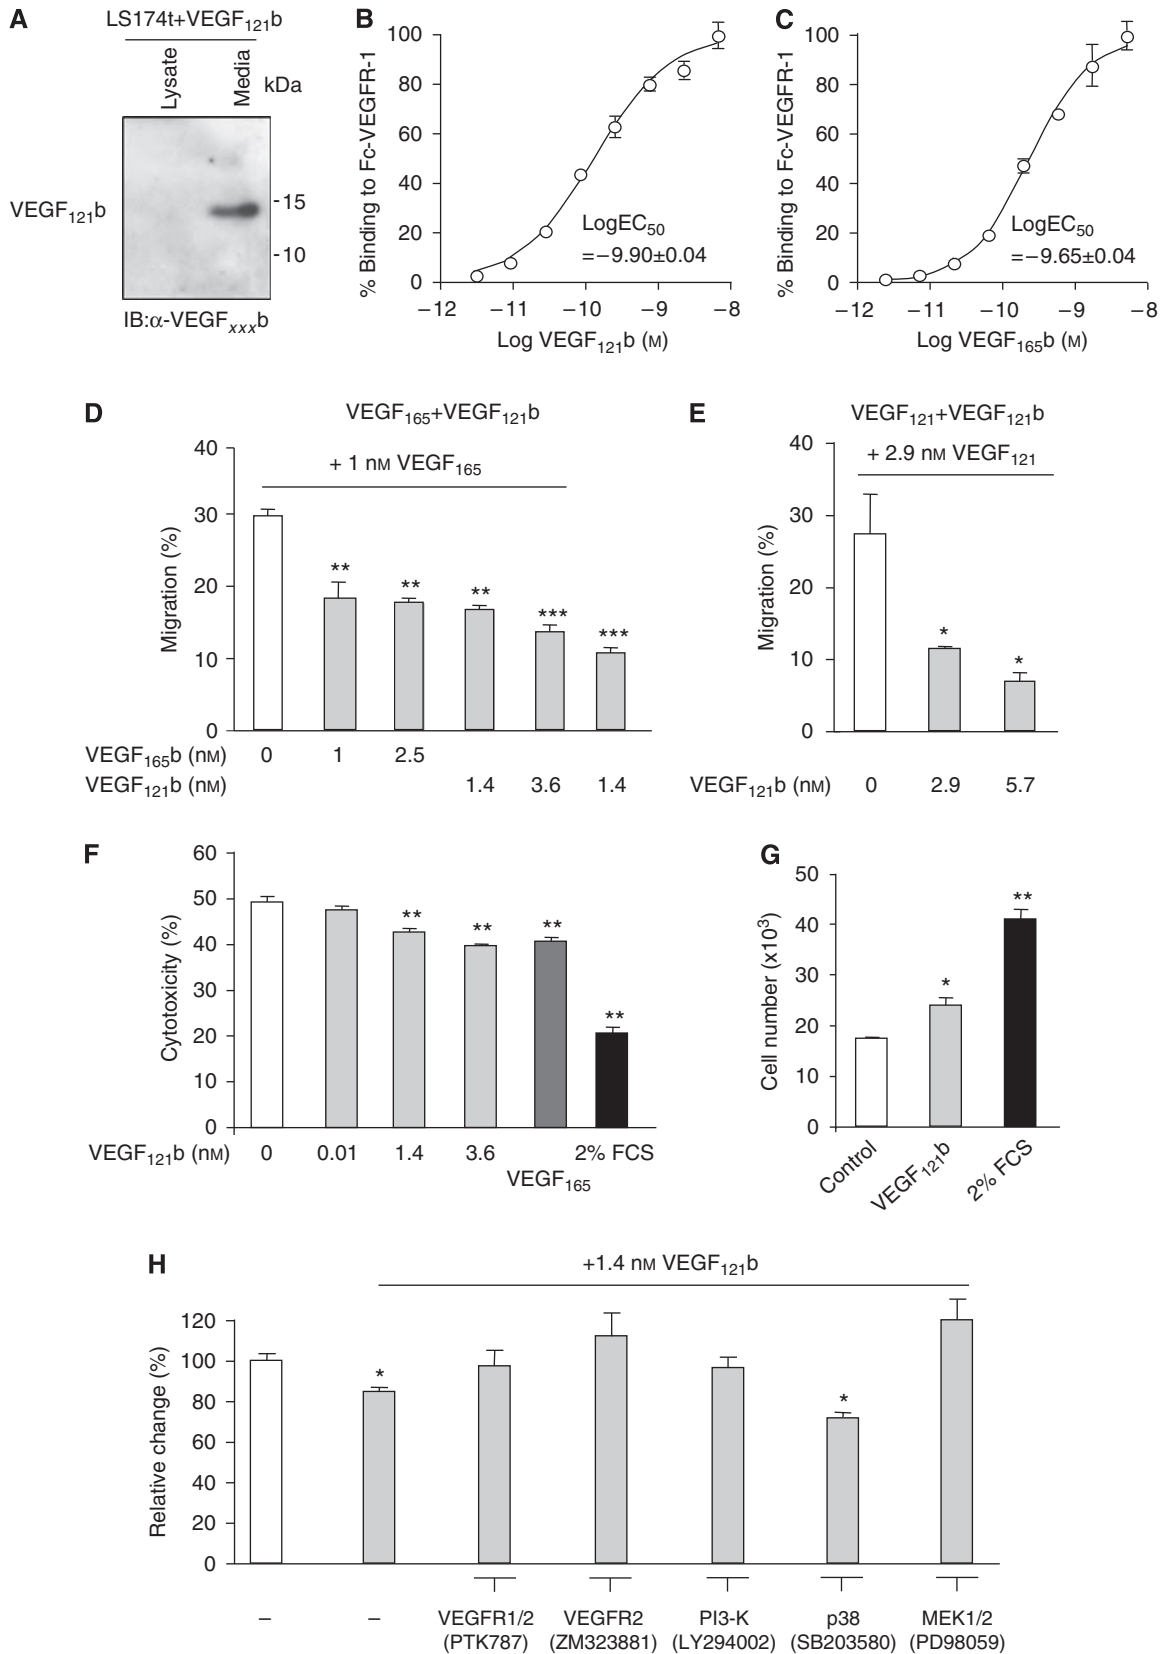 A
LS174t+VEGF121b
Lysate
Media
kDa
VEGF121b
-15
-10
IB:α-VEGFxxxb
B
% Binding to Fc-VEGFR-1
100
80
60
40
20
0
LogEC50
=−9.90±0.04
−12 −11 −10 −9 −8
Log VEGF121b (M)
C
% Binding to Fc-VEGFR-1
100
80
60
40
20
0
LogEC50
=−9.65±0.04
−12 −11 −10 −9 −8
Log VEGF165b (M)
D
VEGF165+VEGF121b
+ 1 nM VEGF165
Migration (%)
40
30
20
10
0
** ** ** *** ***
VEGF165b (nM) 0 1 2.5
VEGF121b (nM) 1.4 3.6 1.4
E
VEGF121+VEGF121b
+ 2.9 nM VEGF121
Migration (%)
40
30
20
10
0
* *
VEGF121b (nM) 0 2.9 5.7
F
Cytotoxicity (%)
60
50
40
30
20
10
0
** ** ** **
VEGF121b (nM) 0 0.01 1.4 3.6 2% FCS
VEGF165
G
Cell number (x10³)
50
40
30
20
10
0
* **
Control
VEGF121b
2% FCS
H
+1.4 nM VEGF121b
Relative change (%)
120
100
80
60
40
20
0
* *
– – VEGFR1/2 VEGFR2 PI3-K p38 MEK1/2
(PTK787) (ZM323881) (LY294002) (SB203580) (PD98059)